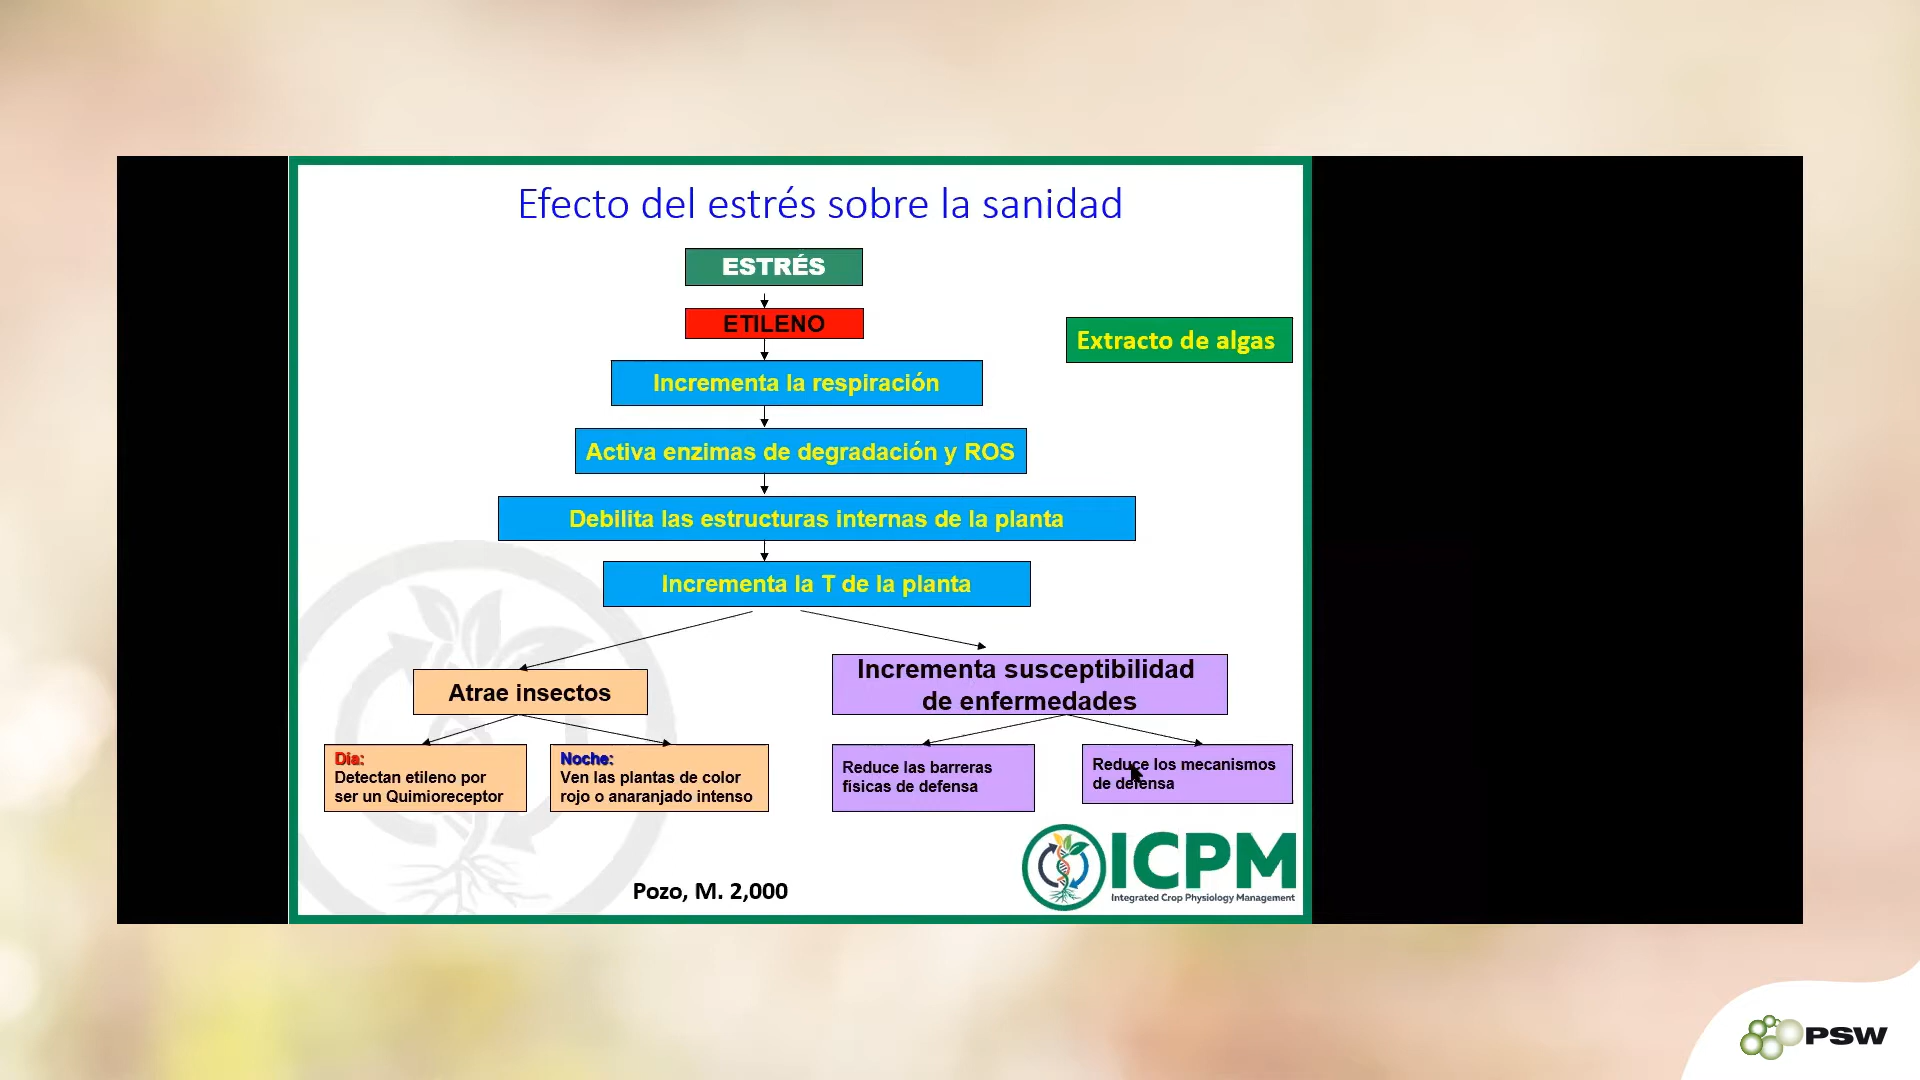 Efecto del estrés sobre la sanidad
ESTRÉS
ETILENO
Extracto de algas
Incrementa la respiración
Activa enzimas de degradación y ROS
Debilita las estructuras internas de la planta
Incrementa la T de la planta
Atrae insectos
Incrementa susceptibilidad
de enfermedades
Dia:
Detectan etileno por
ser un Quimioreceptor
Noche:
Ven las plantas de color
rojo o anaranjado intenso
Reduce las barreras
físicas de defensa
Reduce los mecanismos
de defensa
Pozo, M. 2,000
ICPM
Integrated Crop Physiology Management
PSW